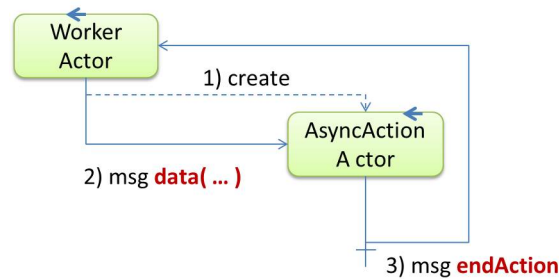 Worker
Actor
1) create
AsyncAction
A ctor
2) msg data( ... )
3) msg endAction